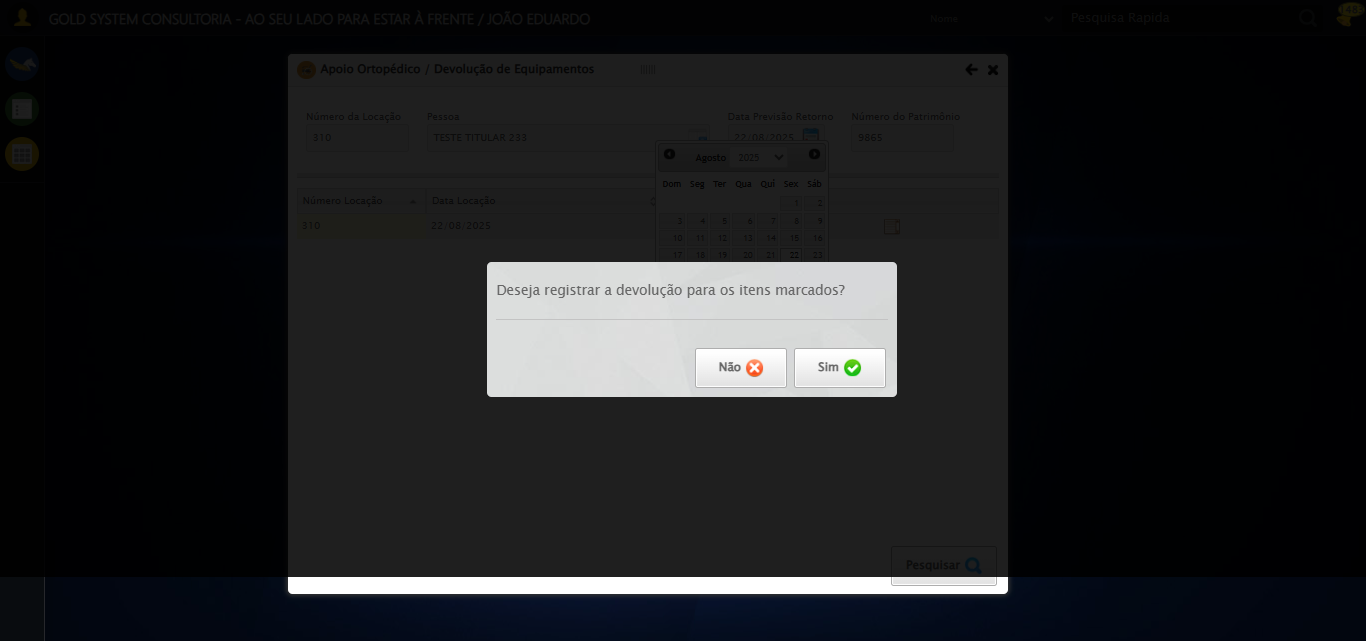 GOLD SYSTEM CONSULTORIA - AO SEU LADO PARA ESTAR À FRENTE / JOÃO EDUARDO
Nome
Pesquisa Rapida
48
Apoio Ortopédico / Devolução de Equipamentos
Número da Locação
Pessoa
Data Previsão Retorno
Número do Patrimônio
310
TESTE TITULAR 233
22/08/2025
9865
Agosto
2025
Dom Seg Ter Qua Qui Sex Sáb
1 2
3 4 5 6 7 8 9
10 11 12 13 14 15 16
17 18 19 20 21 22 23
Número Locação
Data Locação
310
22/08/2025
Deseja registrar a devolução para os itens marcados?
Não
Sim
Pesquisar